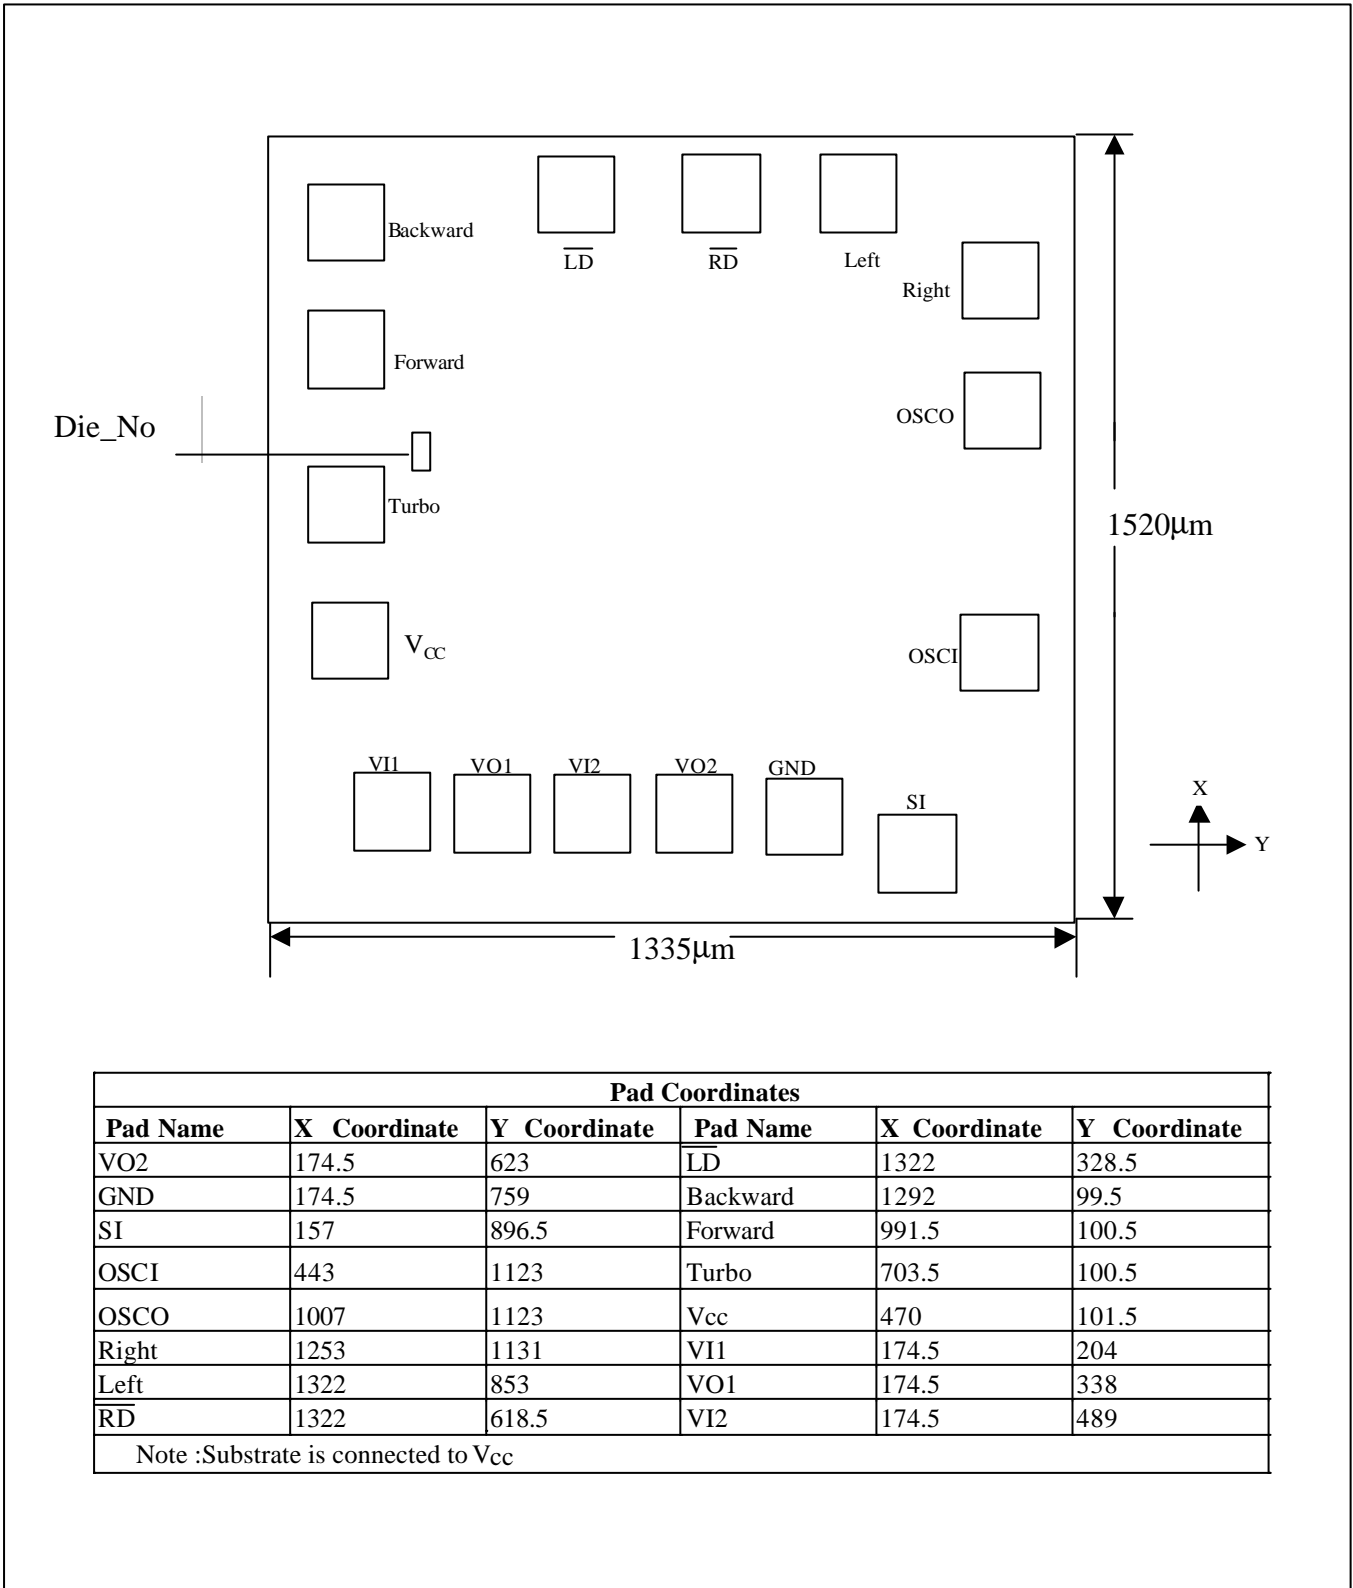 Backward
L̅D̅
R̅D̅
Left
Right
Forward
OSCO
Die_No
Turbo
1520μm
VCC
OSCI
VI1
VO1
VI2
VO2
GND
SI
X
Y
1335μm
Pad Coordinates
Pad Name X Coordinate Y Coordinate Pad Name X Coordinate Y Coordinate
VO2 174.5 623 L̅D̅ 1322 328.5
GND 174.5 759 Backward 1292 99.5
SI 157 896.5 Forward 991.5 100.5
OSCI 443 1123 Turbo 703.5 100.5
OSCO 1007 1123 Vcc 470 101.5
Right 1253 1131 VI1 174.5 204
Left 1322 853 VO1 174.5 338
R̅D̅ 1322 618.5 VI2 174.5 489
Note :Substrate is connected to Vcc